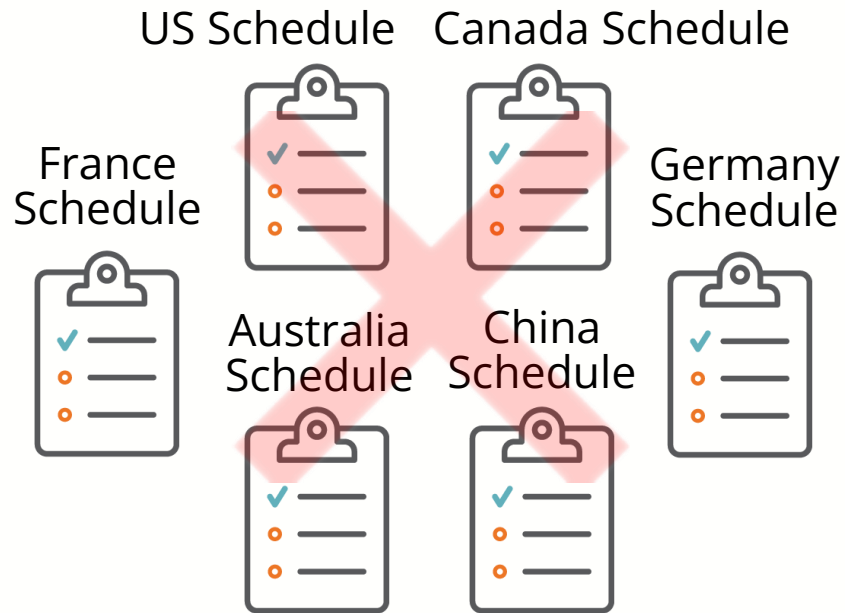 US Schedule
Canada Schedule
France
Schedule
Germany
Schedule
Australia
Schedule
China
Schedule